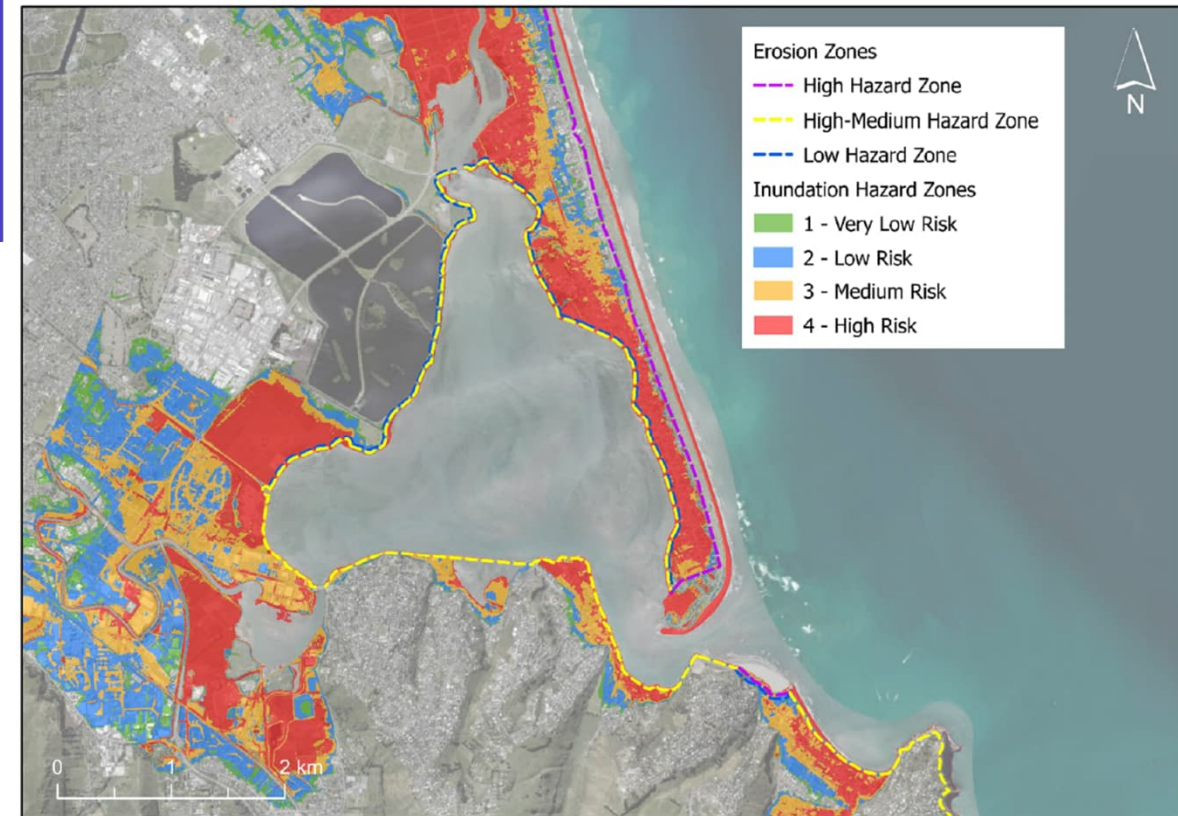 Erosion Zones
High Hazard Zone
High-Medium Hazard Zone
Low Hazard Zone
Inundation Hazard Zones
1 - Very Low Risk
2 - Low Risk
3 - Medium Risk
4 - High Risk
N
0 1 2 km